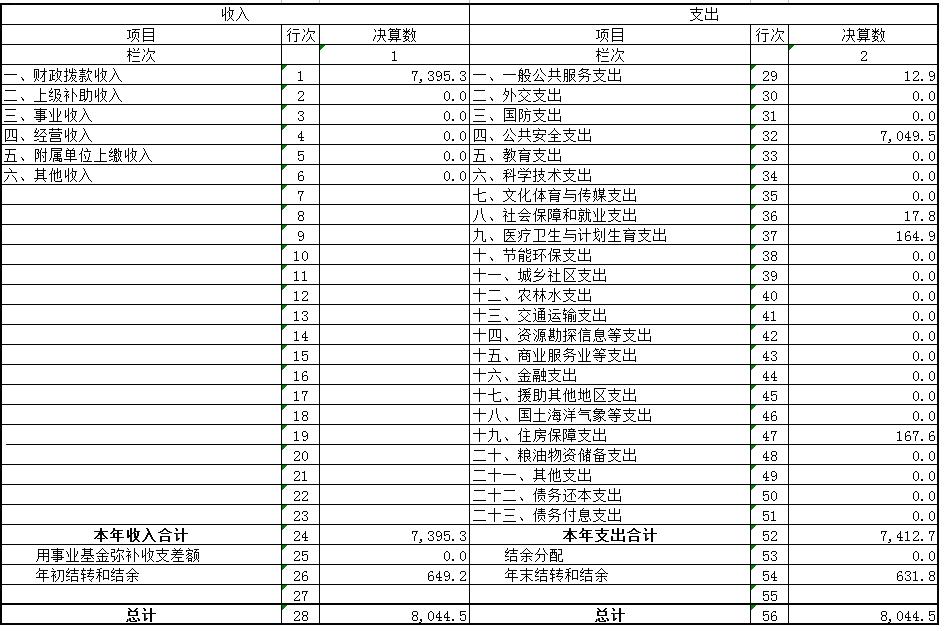 收入 支出
项目 行次 决算数 项目 行次 决算数
栏次 1 栏次 2
一、财政拨款收入 1 7,395.3 一、一般公共服务支出 29 12.9
二、上级补助收入 2 0.0 二、外交支出 30 0.0
三、事业收入 3 0.0 三、国防支出 31 0.0
四、经营收入 4 0.0 四、公共安全支出 32 7,049.5
五、附属单位上缴收入 5 0.0 五、教育支出 33 0.0
六、其他收入 6 0.0 六、科学技术支出 34 0.0
7 七、文化体育与传媒支出 35 0.0
8 八、社会保障和就业支出 36 17.8
9 九、医疗卫生与计划生育支出 37 164.9
10 十、节能环保支出 38 0.0
11 十一、城乡社区支出 39 0.0
12 十二、农林水支出 40 0.0
13 十三、交通运输支出 41 0.0
14 十四、资源勘探信息等支出 42 0.0
15 十五、商业服务业等支出 43 0.0
16 十六、金融支出 44 0.0
17 十七、援助其他地区支出 45 0.0
18 十八、国土海洋气象等支出 46 0.0
19 十九、住房保障支出 47 167.6
20 二十、粮油物资储备支出 48 0.0
21 二十一、其他支出 49 0.0
22 二十二、债务还本支出 50 0.0
23 二十三、债务付息支出 51 0.0
本年收入合计 24 7,395.3 本年支出合计 52 7,412.7
用事业基金弥补收支差额 25 0.0 结余分配 53 0.0
年初结转和结余 26 649.2 年末结转和结余 54 631.8
27 55
总计 28 8,044.5 总计 56 8,044.5